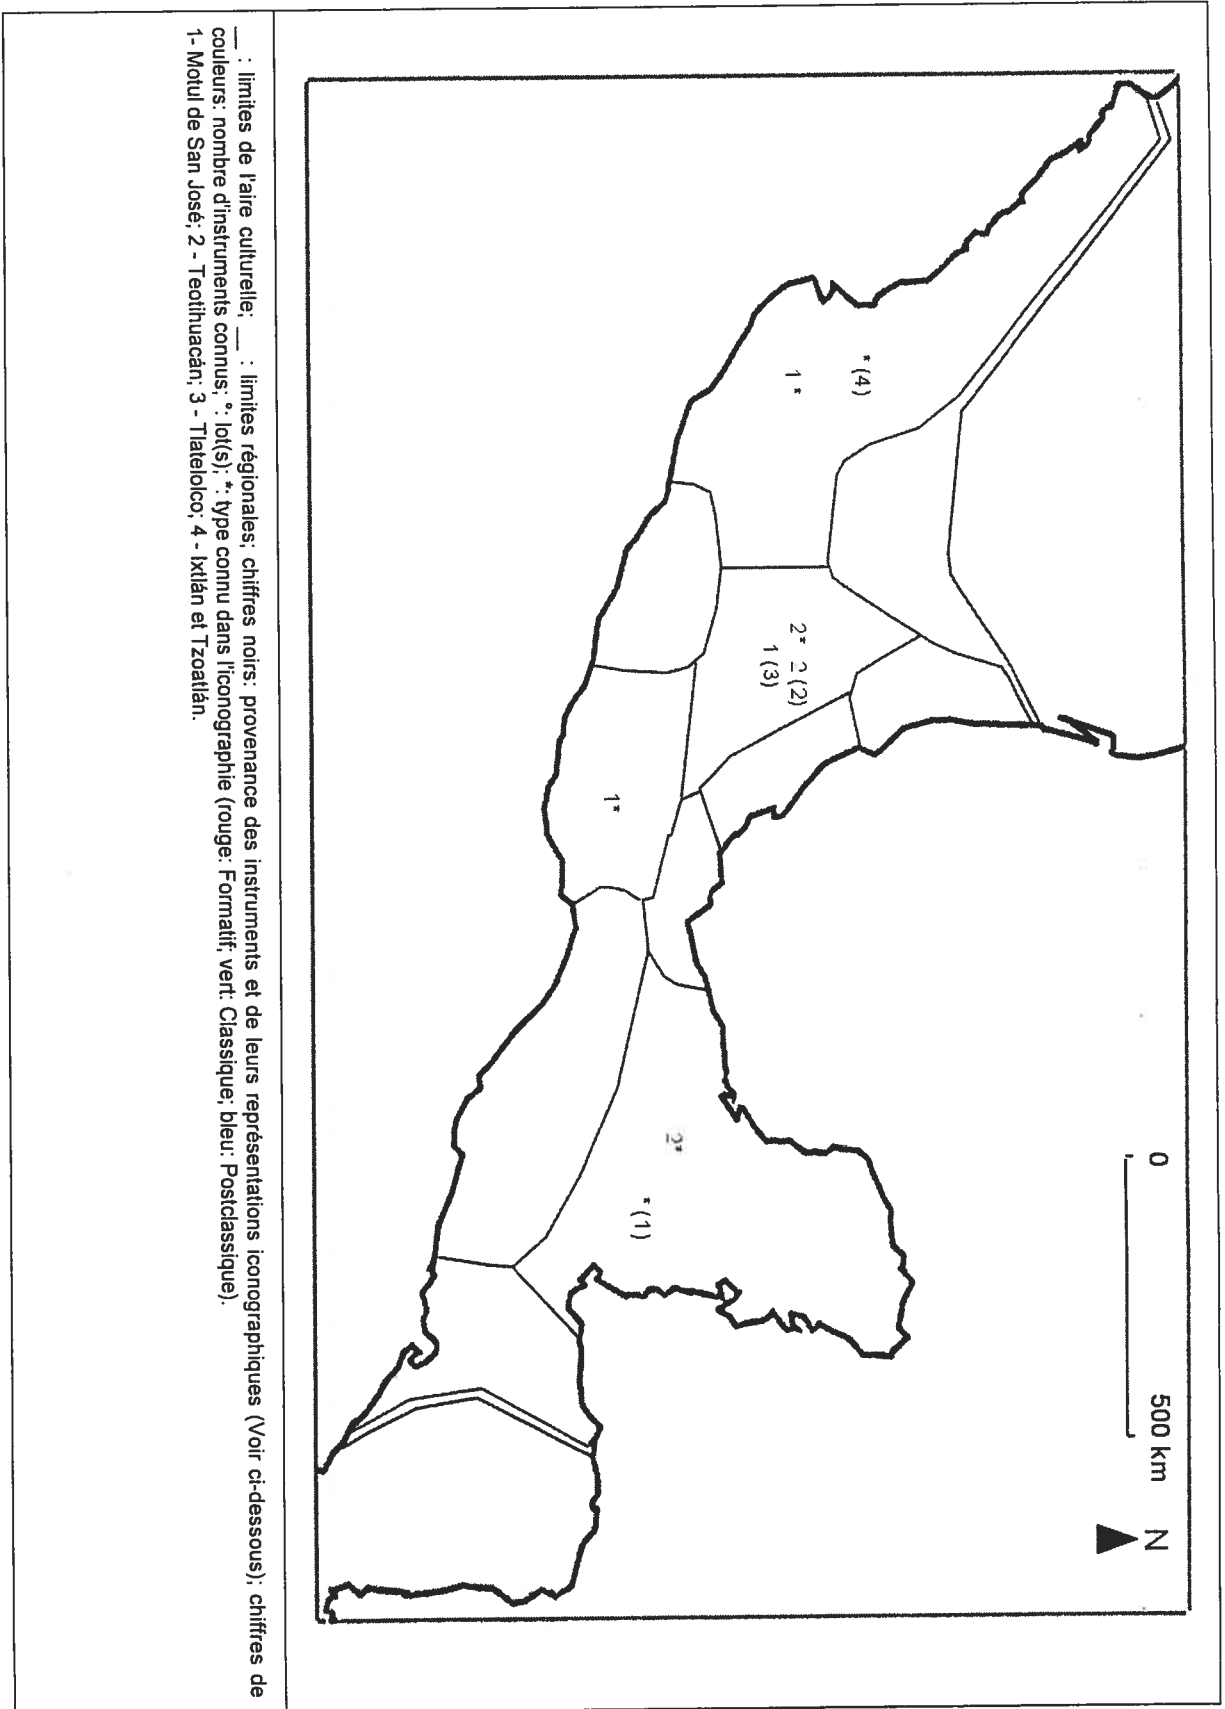 0 500 km N
* (4)
1 *
2* 2 (2)
1 (3)
1*
2*
* (1)
__ : limites de l'aire culturelle; __ : limites régionales; chiffres noirs: provenance des instruments et de leurs représentations iconographiques (Voir ci-dessous); chiffres de
couleurs: nombre d'instruments connus; °: lot(s); *: type connu dans l'iconographie (rouge: Formatif; vert: Classique; bleu: Postclassique).
1- Motul de San José; 2 - Teotihuacán; 3 - Tlatelolco; 4 - Ixtlán et Tzoatlán.